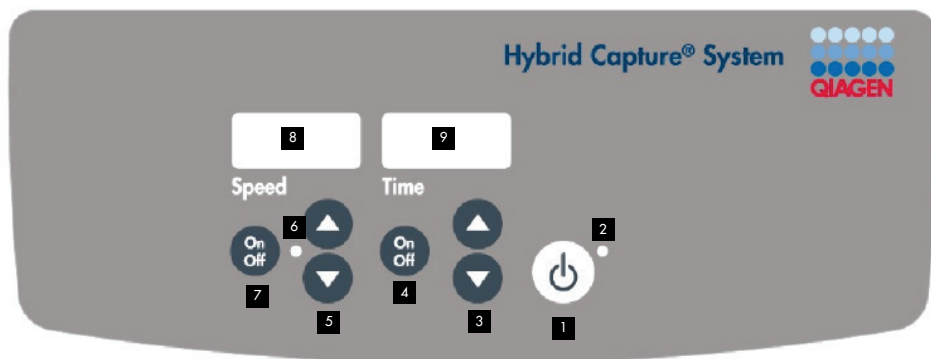 Hybrid Capture® System
QIAGEN
8
9
Speed
Time
6
2
On
Off
On
Off
7
4
5
3
1